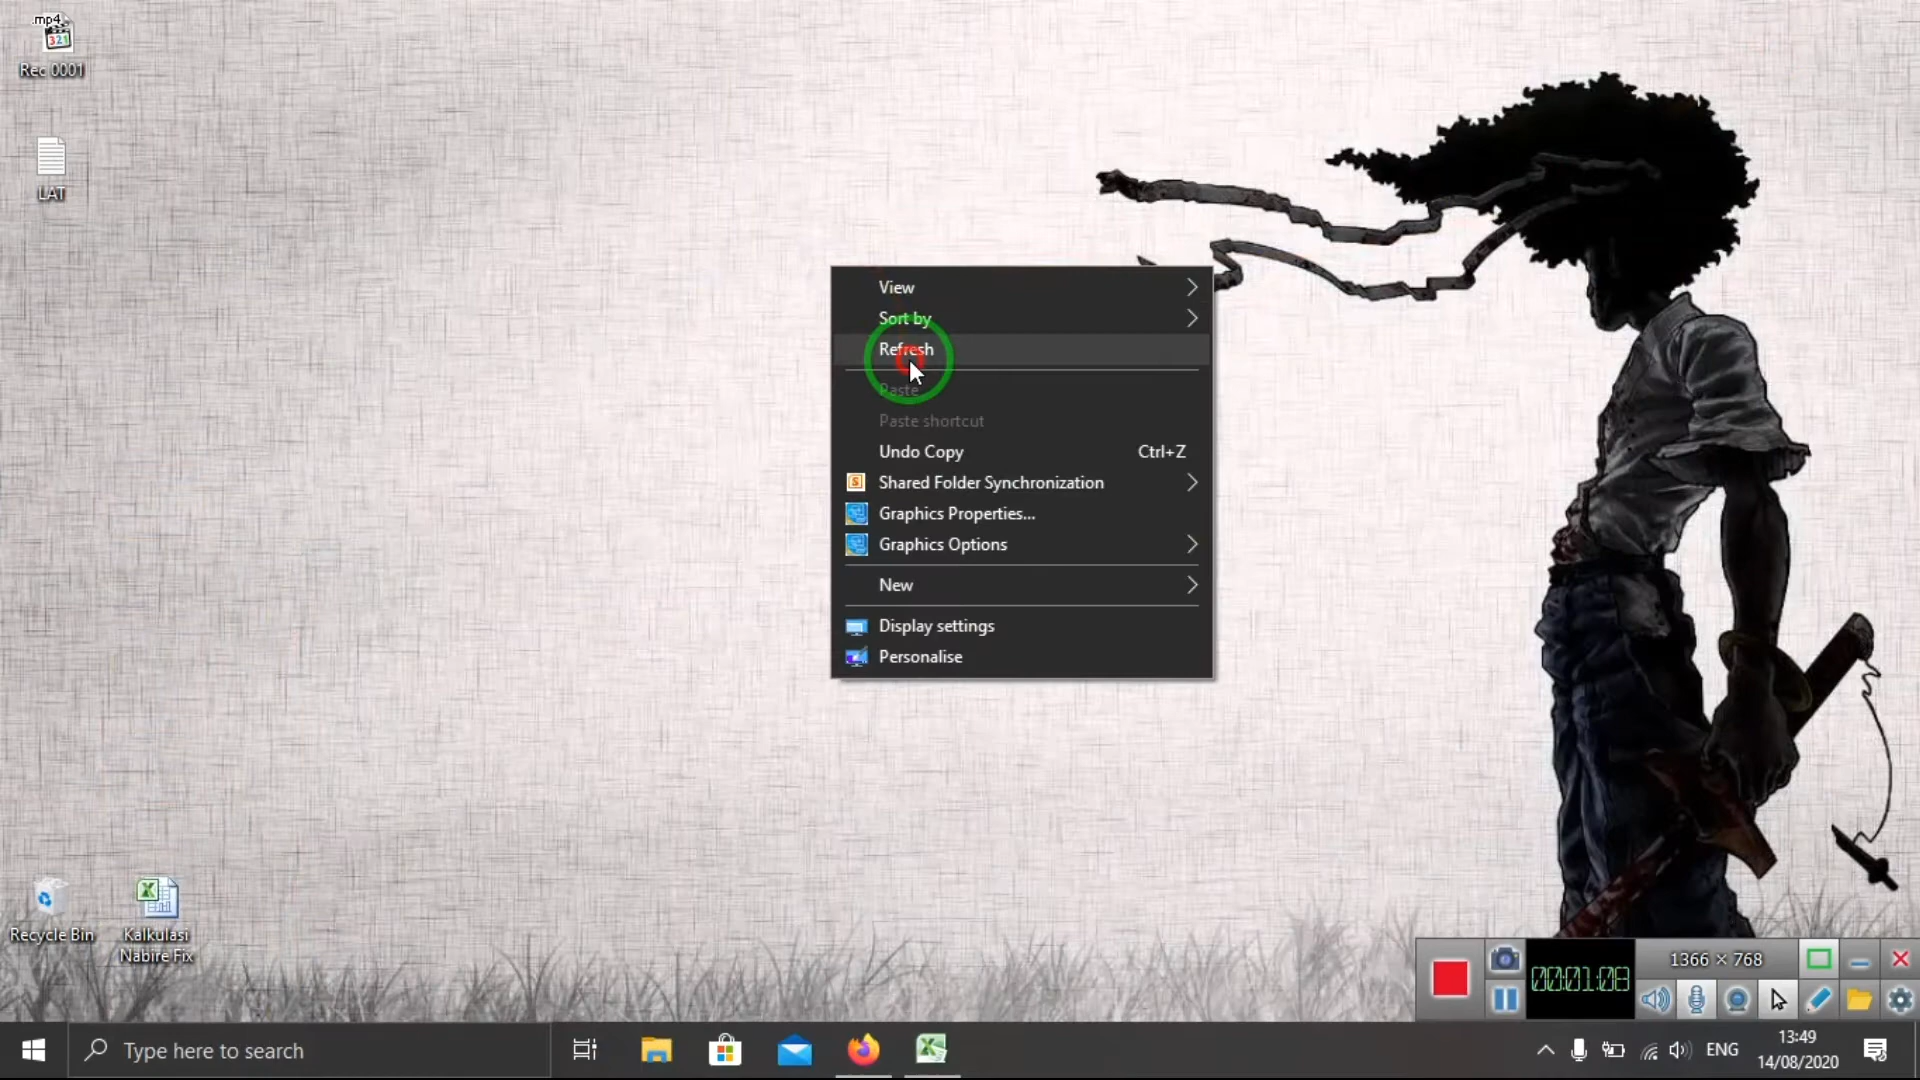 .mp4
321
Rec 0001
LAT
View
Sort by
Refresh
Paste
Paste shortcut
Undo Copy Ctrl+Z
S Shared Folder Synchronization
Graphics Properties...
Graphics Options
New
Display settings
Personalise
Recycle Bin
Kalkulasi
Nabire Fix
1366 × 768
00:01:08
Type here to search
ENG
13:49
14/08/2020